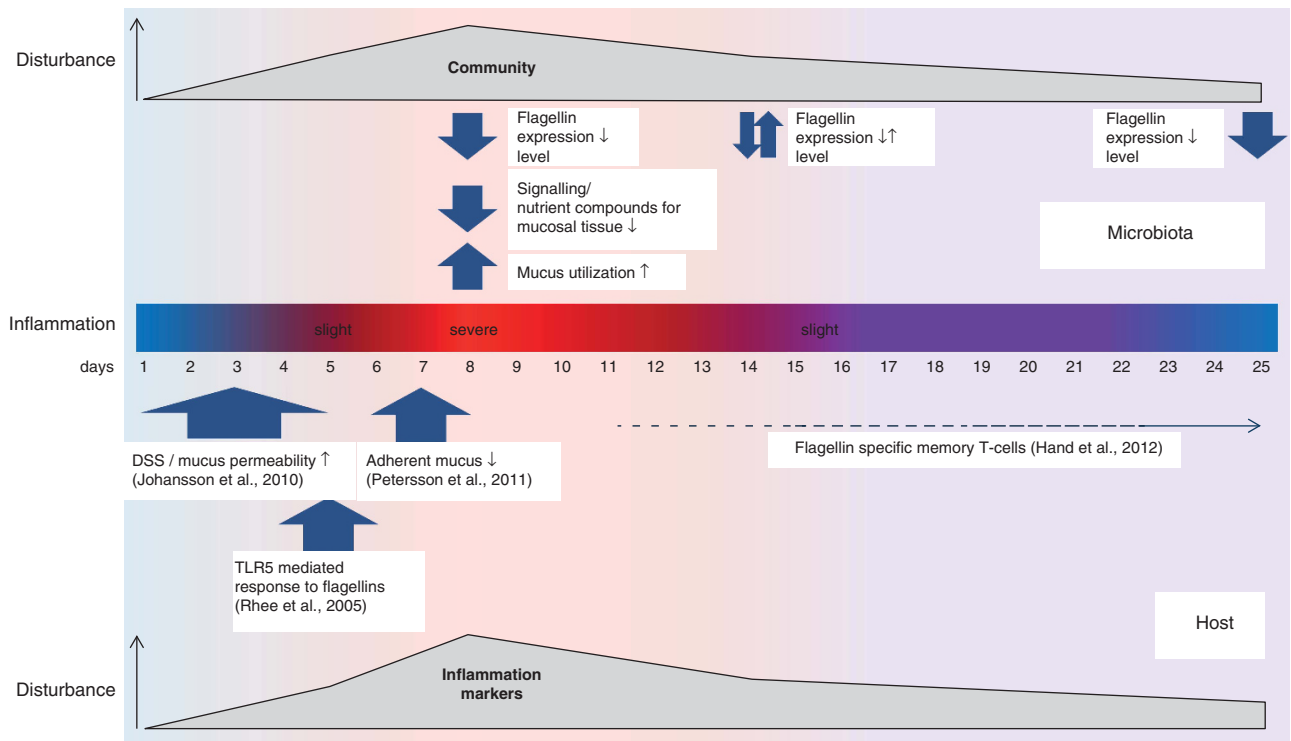 Disturbance
Community
Flagellin
expression ↓
level
Flagellin
expression ↓↑
level
Flagellin
expression ↓
level
Signalling/
nutrient compounds for
mucosal tissue ↓
Mucus utilization ↑
Microbiota
Inflammation
slight
severe
slight
days
1 2 3 4 5 6 7 8 9 10 11 12 13 14 15 16 17 18 19 20 21 22 23 24 25
DSS / mucus permeability ↑
(Johansson et al., 2010)
Adherent mucus ↓
(Petersson et al., 2011)
Flagellin specific memory T-cells (Hand et al., 2012)
TLR5 mediated
response to flagellins
(Rhee et al., 2005)
Host
Disturbance
Inflammation
markers